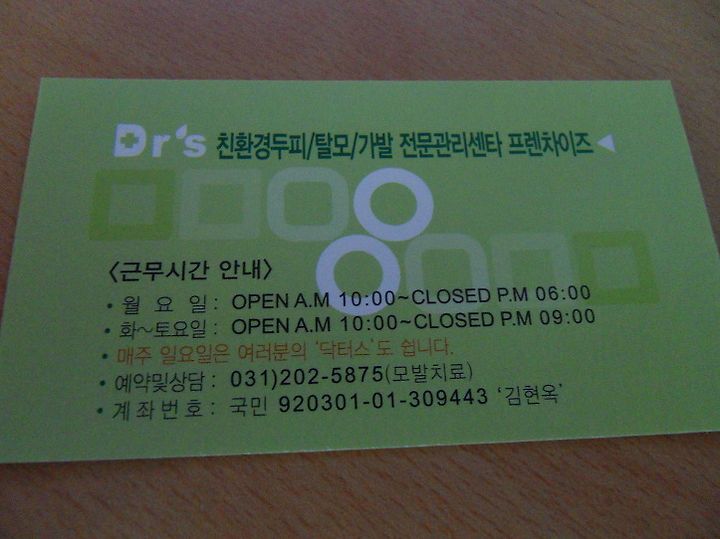 Dr's 친환경두피/탈모/가발 전문관리센타 프렌차이즈
<근무시간 안내>
• 월 요 일 : OPEN A.M 10:00~CLOSED P.M 06:00
• 화~토요일 : OPEN A.M 10:00~CLOSED P.M 09:00
• 매주 일요일은 여러분의 '닥터스'도 쉽니다.
• 예약및상담 : 031)202-5875(모발치료)
• 계 좌 번 호 : 국민 920301-01-309443 '김현옥'